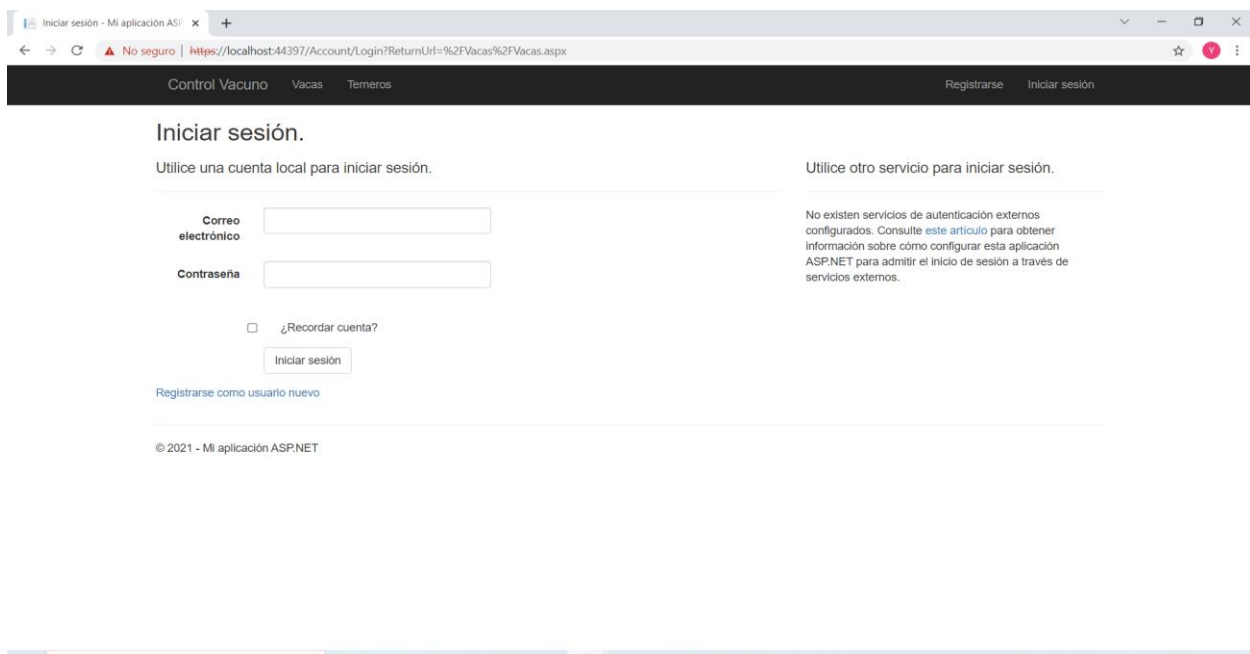 Iniciar sesión - Mi aplicación ASP
No seguro | https://localhost:44397/Account/Login?ReturnUrl=%2FVacas%2FVacas.aspx
Y
Control Vacuno Vacas Terneros Registrarse Iniciar sesión
Iniciar sesión.
Utilice una cuenta local para iniciar sesión.
Correo
electrónico
Contraseña
¿Recordar cuenta?
Iniciar sesión
Registrarse como usuario nuevo
Utilice otro servicio para iniciar sesión.
No existen servicios de autenticación externos
configurados. Consulte este artículo para obtener
información sobre cómo configurar esta aplicación
ASP.NET para admitir el inicio de sesión a través de
servicios externos.
© 2021 - Mi aplicación ASP.NET